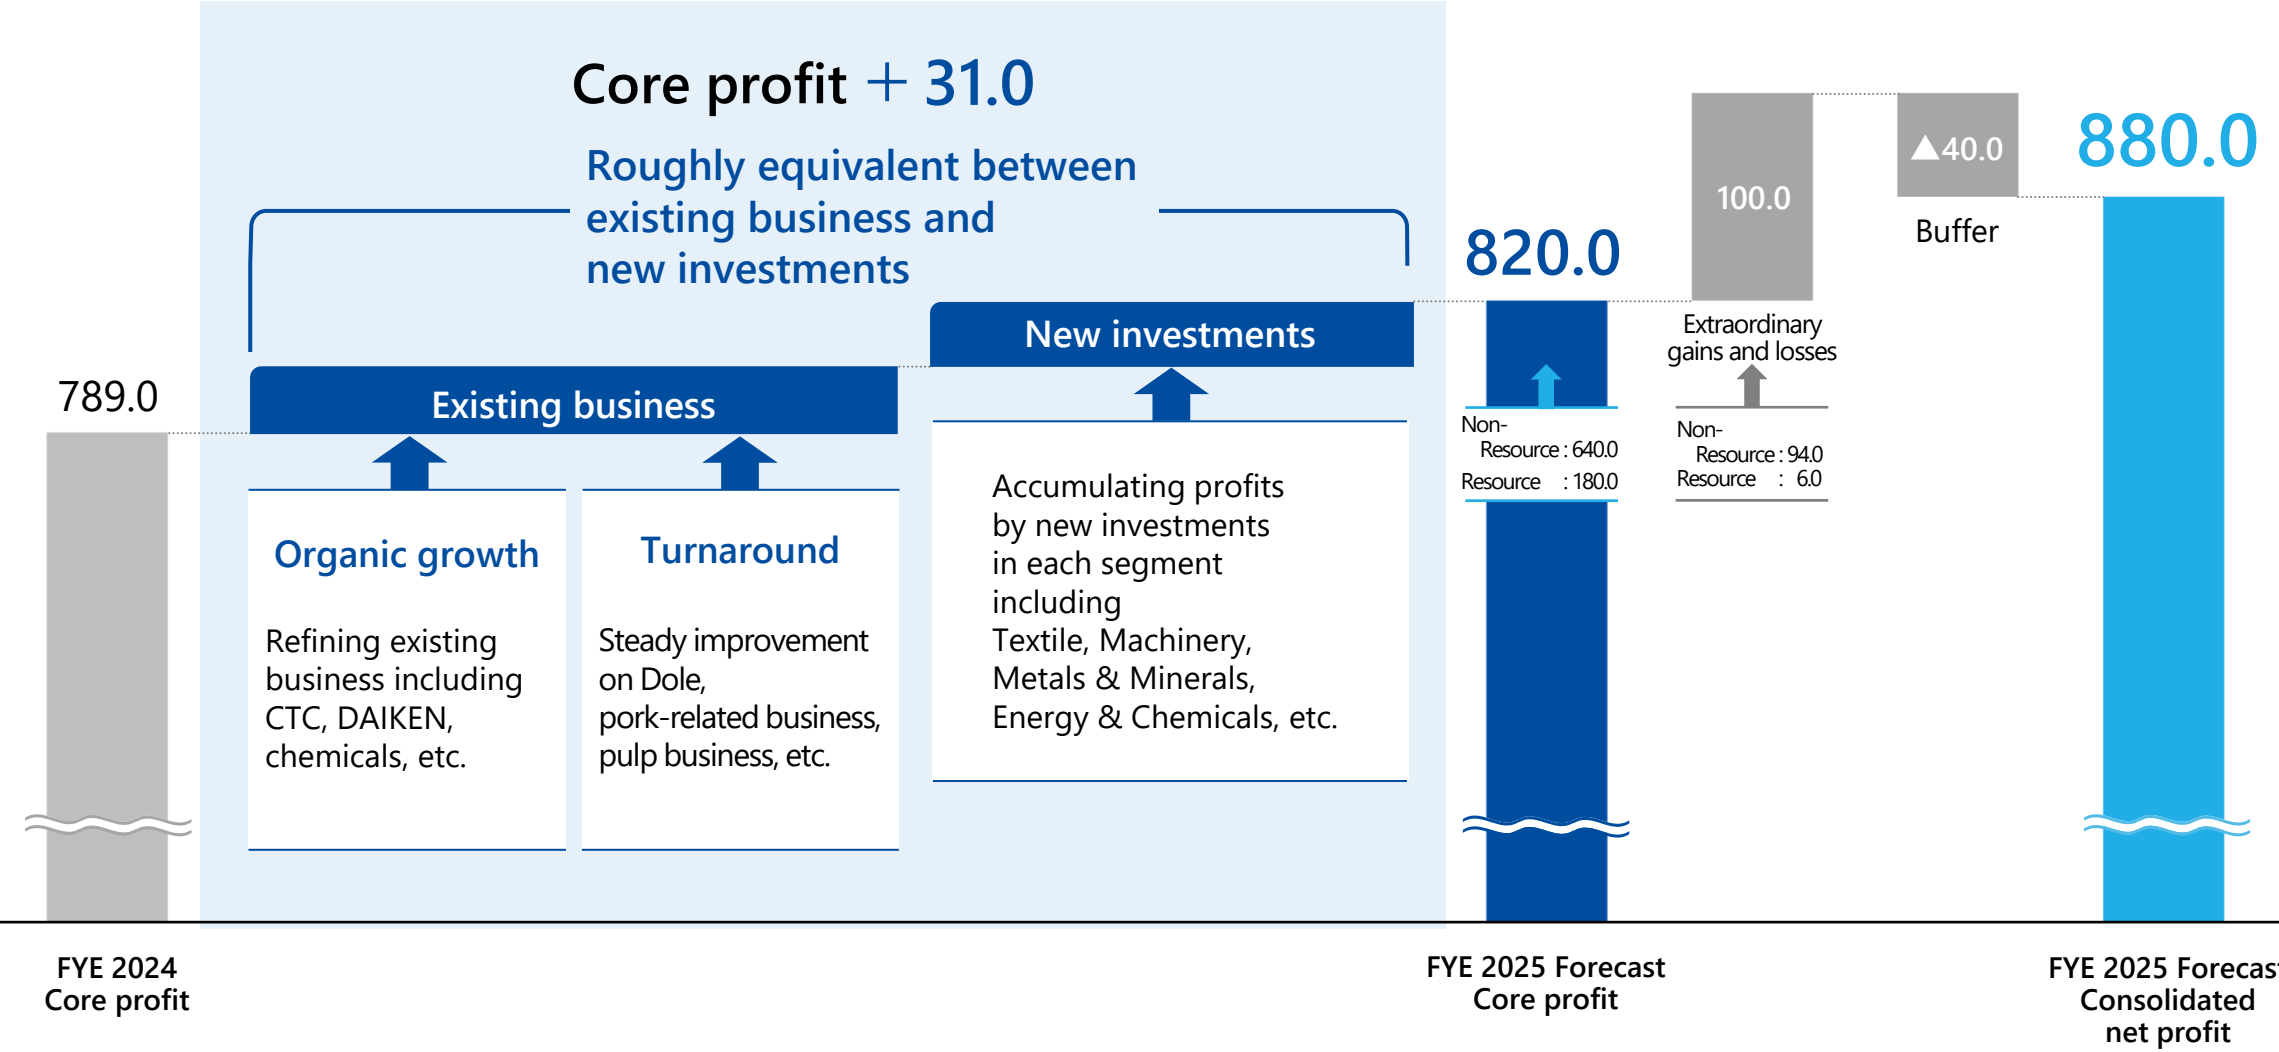 Core profit + 31.0
Roughly equivalent between
existing business and
new investments
789.0
Existing business
Organic growth
Refining existing
business including
CTC, DAIKEN,
chemicals, etc.
Turnaround
Steady improvement
on Dole,
pork-related business,
pulp business, etc.
New investments
Accumulating profits
by new investments
in each segment
including
Textile, Machinery,
Metals & Minerals,
Energy & Chemicals, etc.
820.0
Non-
Resource : 640.0
Resource : 180.0
100.0
Extraordinary
gains and losses
Non-
Resource : 94.0
Resource : 6.0
▲40.0
Buffer
880.0
FYE 2024
Core profit
FYE 2025 Forecast
Core profit
FYE 2025 Forecast
Consolidated
net profit